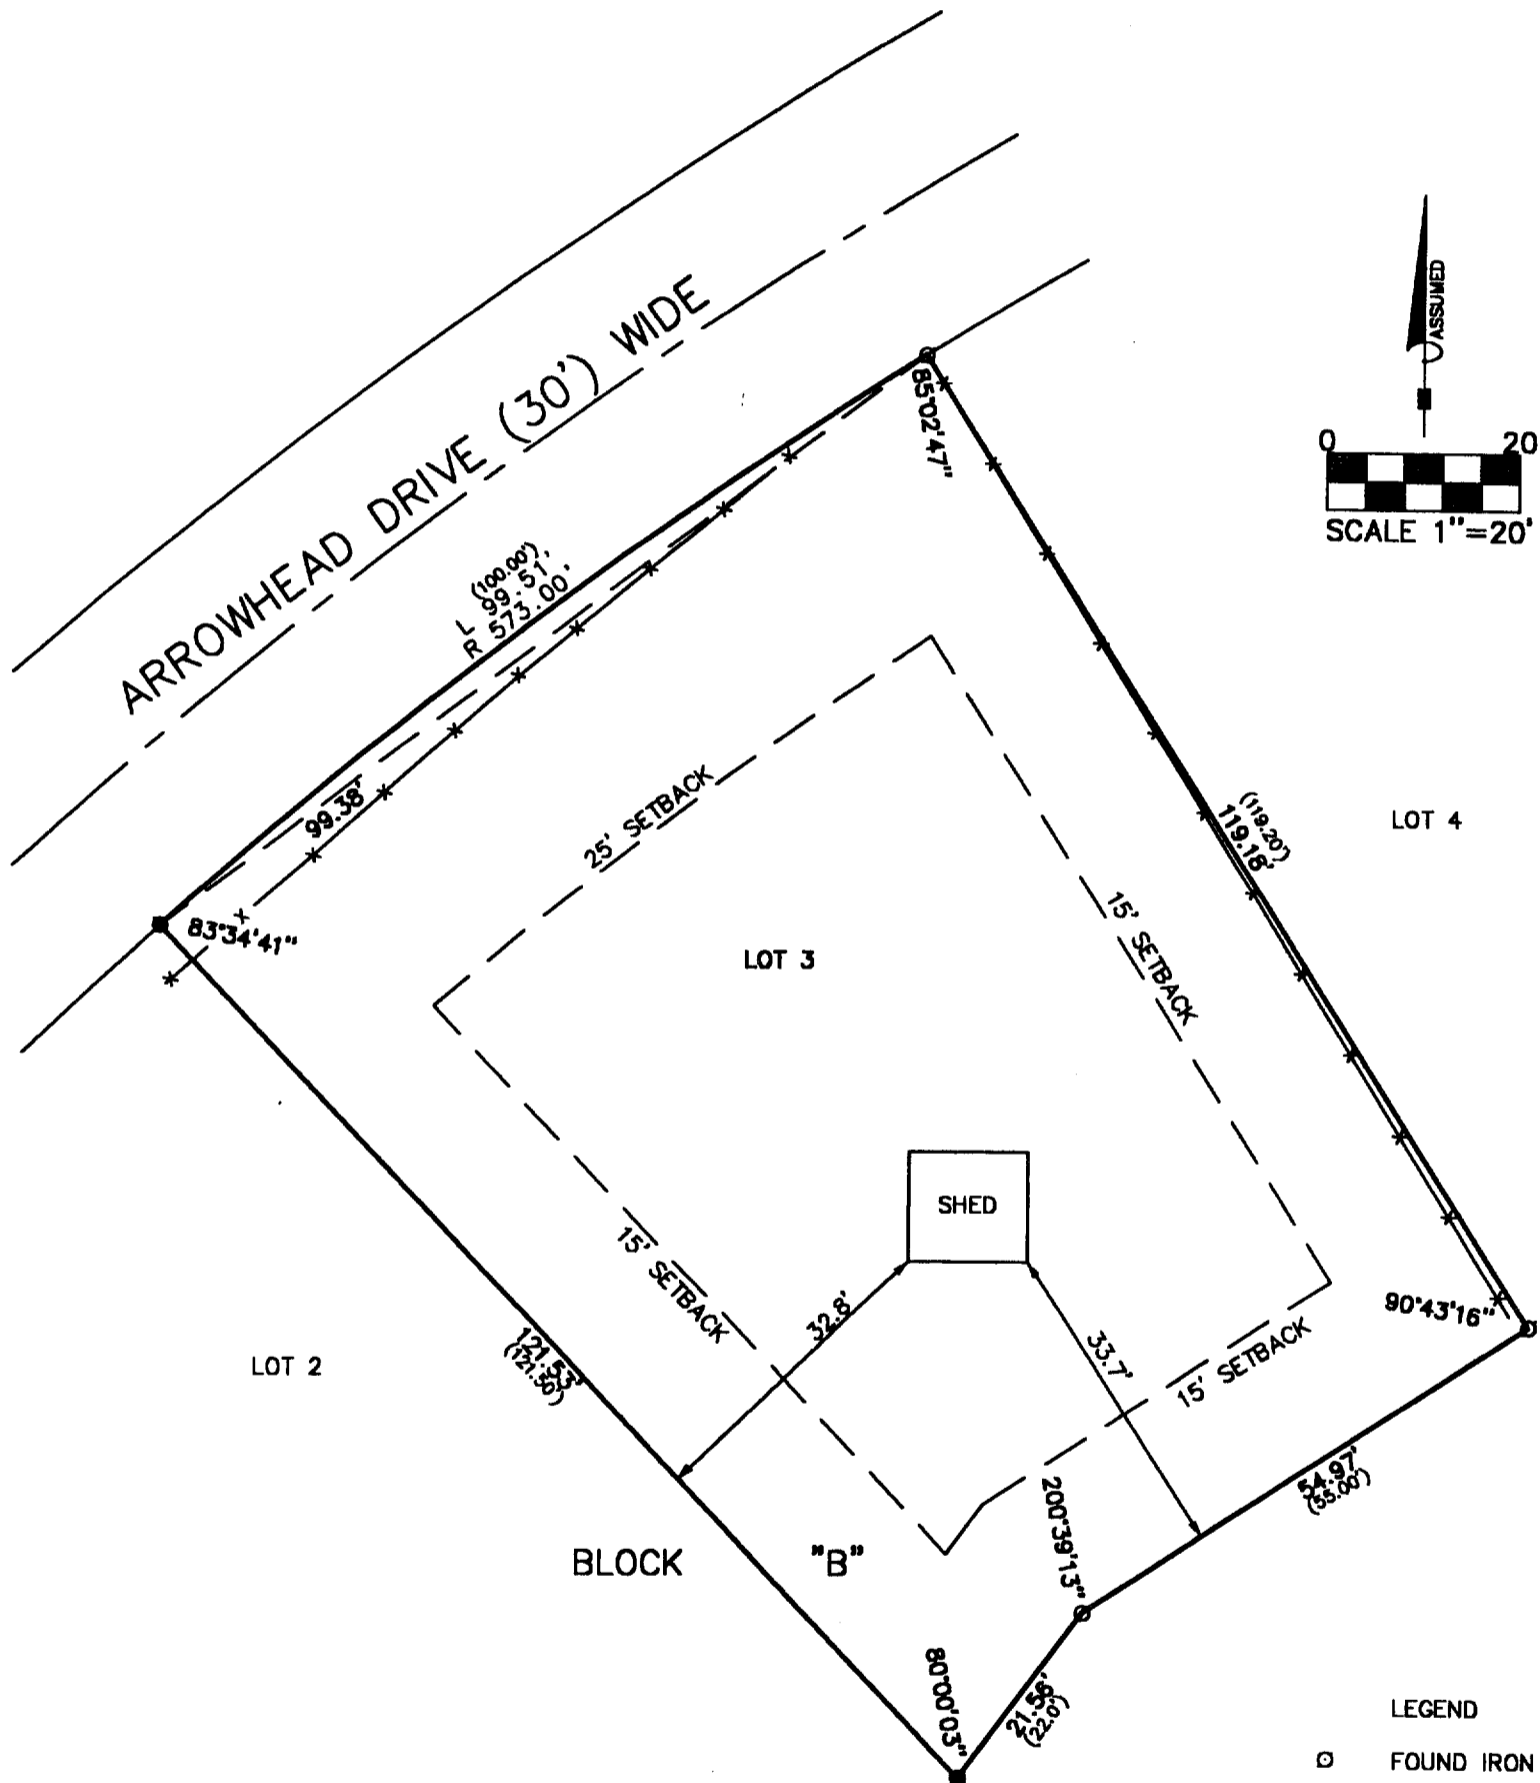 ASSUMED
0 20
SCALE 1"=20'
ARROWHEAD DRIVE (30') WIDE
85°02'47"
(100.00')
L 99.51'
R 573.00'
99.38'
83°34'41"
25' SETBACK
(119.20')
119.18'
LOT 4
LOT 3
15' SETBACK
SHED
15' SETBACK
32.8'
33.7'
90°43'16"
15' SETBACK
LOT 2
121.53'
(121.50')
54.97'
(55.00')
200°39'13"
BLOCK "B"
80°00'03"
21.56'
(22.0')
LEGEND
FOUND IRON